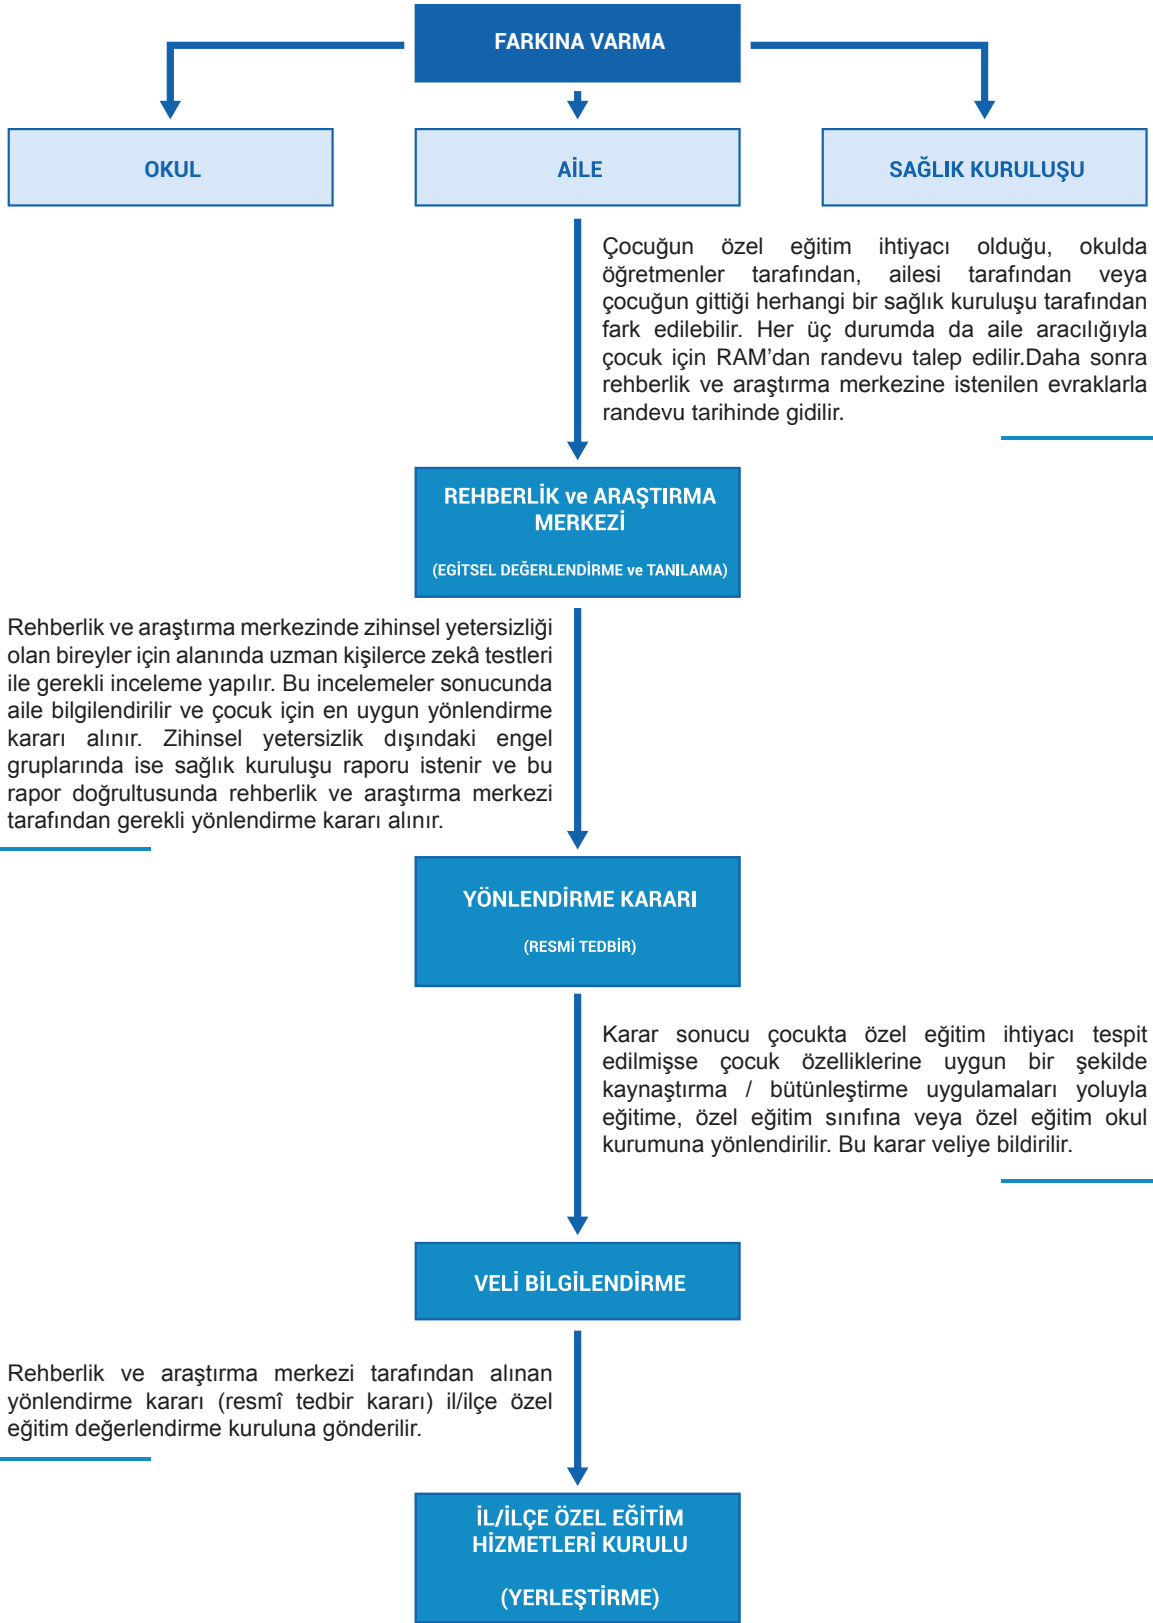 FARKINA VARMA
OKUL
AİLE
SAĞLIK KURULUŞU
Çocuğun özel eğitim ihtiyacı olduğu, okulda
öğretmenler tarafından, ailesi tarafından veya
çocuğun gittiği herhangi bir sağlık kuruluşu tarafından
fark edilebilir. Her üç durumda da aile aracılığıyla
çocuk için RAM’dan randevu talep edilir.Daha sonra
rehberlik ve araştırma merkezine istenilen evraklarla
randevu tarihinde gidilir.
REHBERLİK ve ARAŞTIRMA
MERKEZİ
(EGİTSEL DEĞERLENDİRME ve TANILAMA)
Rehberlik ve araştırma merkezinde zihinsel yetersizliği
olan bireyler için alanında uzman kişilerce zekâ testleri
ile gerekli inceleme yapılır. Bu incelemeler sonucunda
aile bilgilendirilir ve çocuk için en uygun yönlendirme
kararı alınır. Zihinsel yetersizlik dışındaki engel
gruplarında ise sağlık kuruluşu raporu istenir ve bu
rapor doğrultusunda rehberlik ve araştırma merkezi
tarafından gerekli yönlendirme kararı alınır.
YÖNLENDİRME KARARI
(RESMİ TEDBİR)
Karar sonucu çocukta özel eğitim ihtiyacı tespit
edilmişse çocuk özelliklerine uygun bir şekilde
kaynaştırma / bütünleştirme uygulamaları yoluyla
eğitime, özel eğitim sınıfına veya özel eğitim okul
kurumuna yönlendirilir. Bu karar veliye bildirilir.
VELİ BİLGİLENDİRME
Rehberlik ve araştırma merkezi tarafından alınan
yönlendirme kararı (resmî tedbir kararı) il/ilçe özel
eğitim değerlendirme kuruluna gönderilir.
İL/İLÇE ÖZEL EĞİTİM
HİZMETLERİ KURULU
(YERLEŞTİRME)